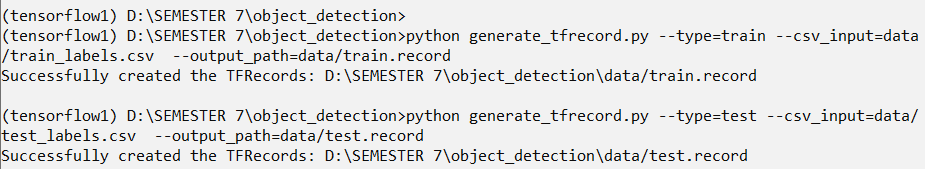 (tensorflow1) D:\SEMESTER 7\object_detection>
(tensorflow1) D:\SEMESTER 7\object_detection>python generate_tfrecord.py --type=train --csv_input=data
/train_labels.csv  --output_path=data/train.record
Successfully created the TFRecords: D:\SEMESTER 7\object_detection\data/train.record
(tensorflow1) D:\SEMESTER 7\object_detection>python generate_tfrecord.py --type=test --csv_input=data/
test_labels.csv  --output_path=data/test.record
Successfully created the TFRecords: D:\SEMESTER 7\object_detection\data/test.record